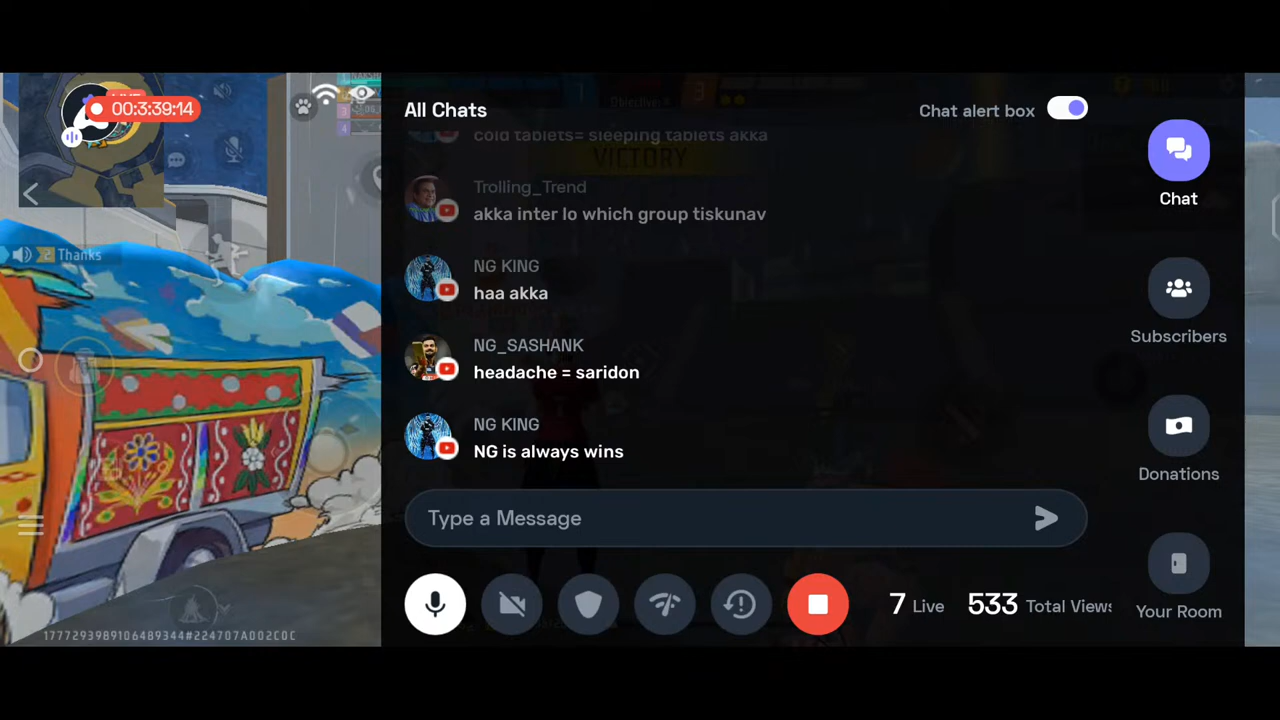 00:3:39:14
Thanks
All Chats
Chat alert box
cold tablets= sleeping tablets akka
VICTORY
Trolling_Trend
akka inter lo which group tiskunav
NG KING
haa akka
NG_SASHANK
headache = saridon
NG KING
NG is always wins
Type a Message
7 Live 533 Total Views
Chat
Subscribers
Donations
Your Room
1777293989106489344#224707A002C0C